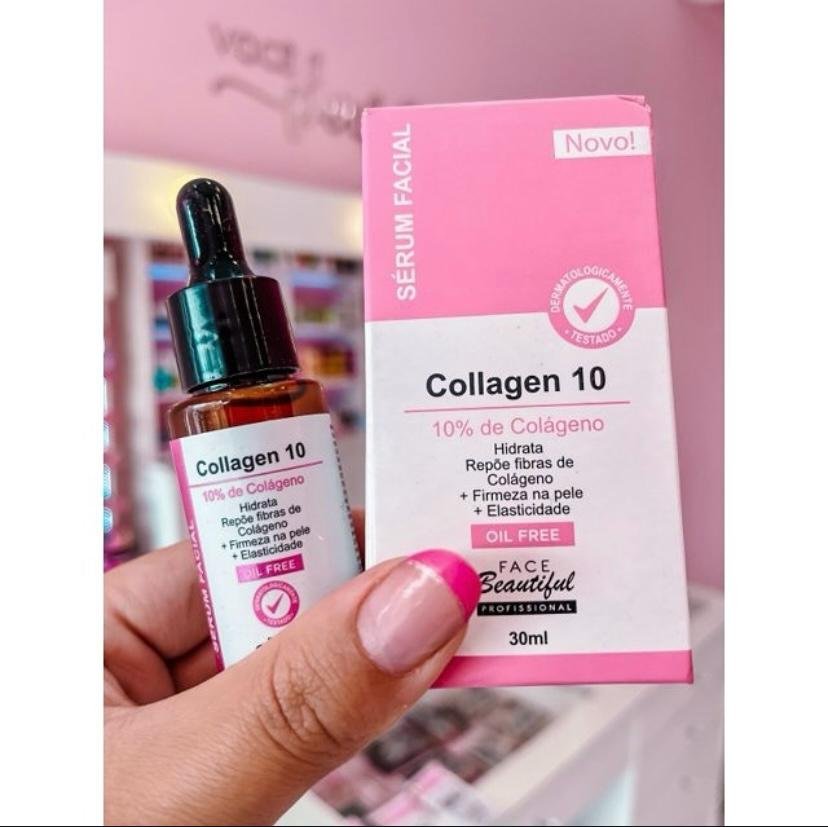 SÉRUM FACIAL
Novo!
DERMATOLOGICAMENTE
TESTADO
Collagen 10
10% de Colágeno
Hidrata
Repõe fibras de
Colágeno
+ Firmeza na pele
+ Elasticidade
OIL FREE
FACE
Beautiful
PROFISSIONAL
30ml
Collagen 10
10% de Colágeno
Hidrata
Repõe fibras de
Colágeno
+ Firmeza na pele
+ Elasticidade
OIL FREE
DERMATOLOGICAMENTE
TESTADO
SÉRUM FACIAL